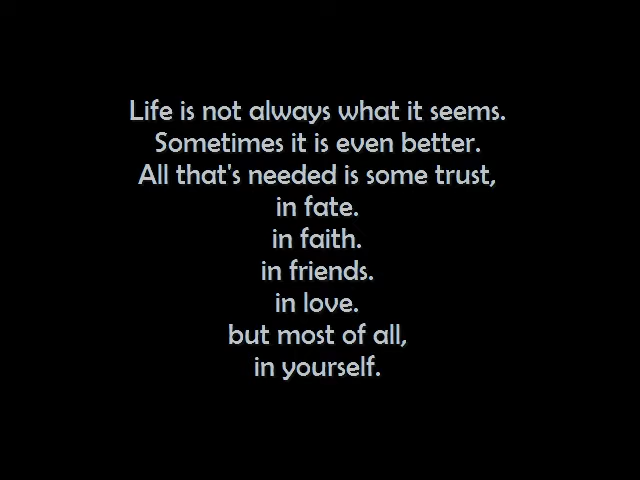 Life is not always what it seems.
Sometimes it is even better.
All that's needed is some trust,
in fate.
in faith.
in friends.
in love.
but most of all,
in yourself.